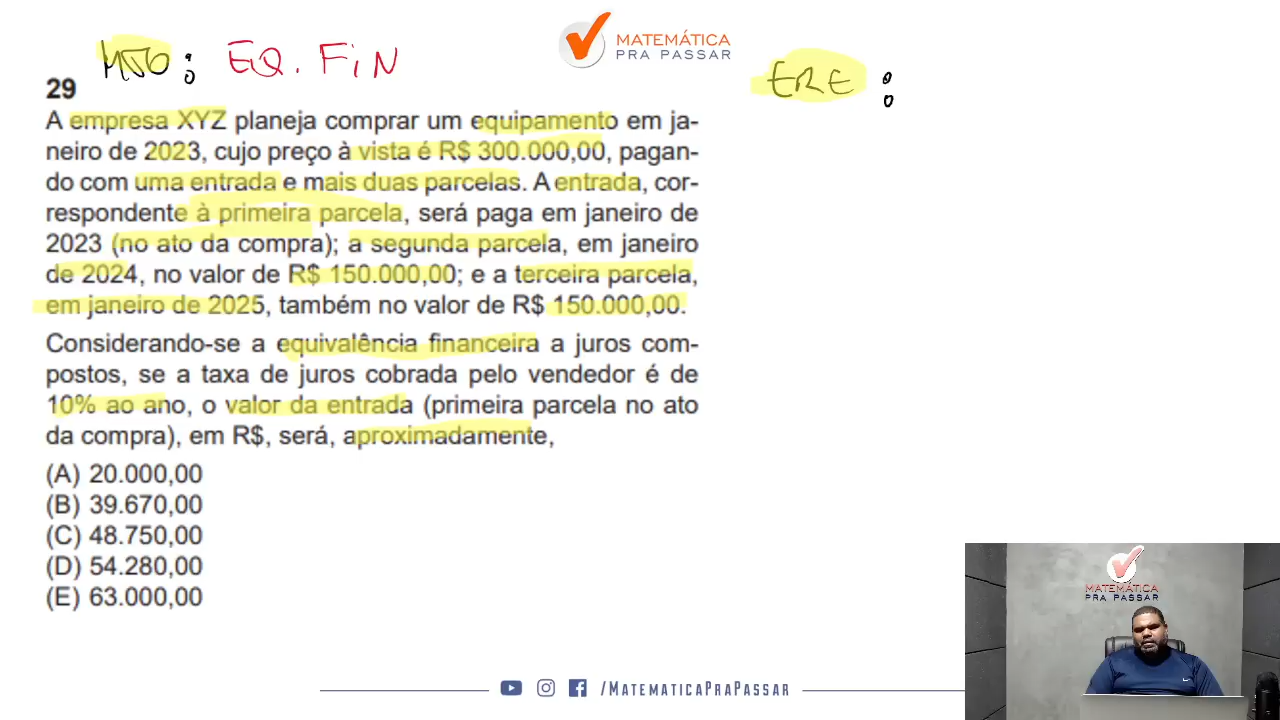 MJO : EQ. FIN
MATEMÁTICA
PRA PASSAR
ERE :
29
A empresa XYZ planeja comprar um equipamento em ja-
neiro de 2023, cujo preço à vista é R$ 300.000,00, pagan-
do com uma entrada e mais duas parcelas. A entrada, cor-
respondente à primeira parcela, será paga em janeiro de
2023 (no ato da compra); a segunda parcela, em janeiro
de 2024, no valor de R$ 150.000,00; e a terceira parcela,
em janeiro de 2025, também no valor de R$ 150.000,00.
Considerando-se a equivalência financeira a juros com-
postos, se a taxa de juros cobrada pelo vendedor é de
10% ao ano, o valor da entrada (primeira parcela no ato
da compra), em R$, será, aproximadamente,
(A) 20.000,00
(B) 39.670,00
(C) 48.750,00
(D) 54.280,00
(E) 63.000,00
MATEMÁTICA
PRA PASSAR
/MATEMATICAPRAPASSAR